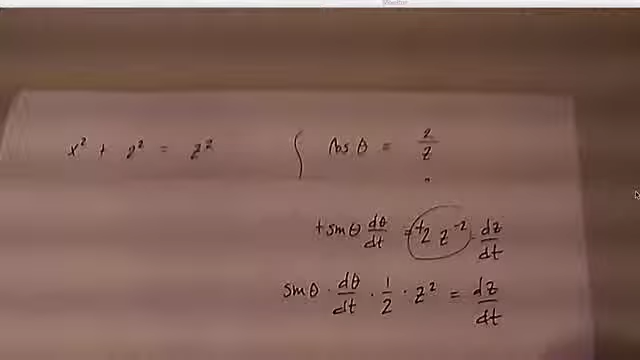 x² + 2² = z² { cos θ = 2/z
+ sin θ dθ/dt = +2 z⁻² · dz/dt
sin θ · dθ/dt · 1/2 · z² = dz/dt